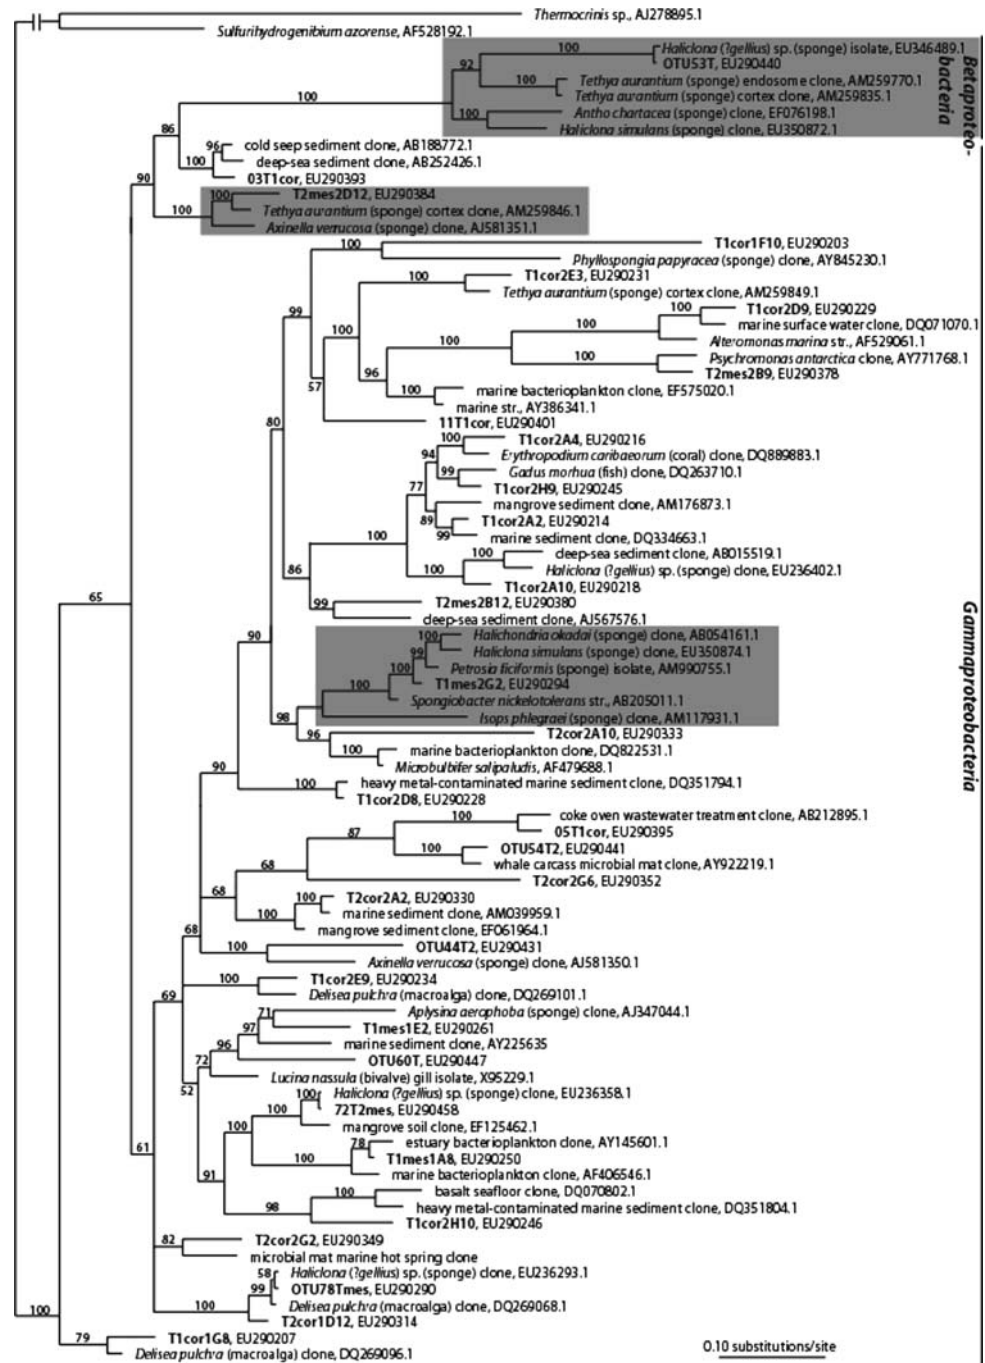 Thermocrinis sp., AJ278895.1
Sulfurihydrogenibium azorense, AF528192.1
100
Haliclona (?gellius) sp. (sponge) isolate, EU346489.1
OTU53T, EU290440
92
100
Tethya aurantium (sponge) endosome clone, AM259770.1
Tethya aurantium (sponge) cortex clone, AM259835.1
100
Antho chartacea (sponge) clone, EF076198.1
100
Haliclona simulans (sponge) clone, EU350872.1
Betaproteo-
bacteria
86
96
cold seep sediment clone, AB188772.1
deep-sea sediment clone, AB252426.1
100
03T1cor, EU290393
90
100
T2mes2D12, EU290384
100
Tethya aurantium (sponge) cortex clone, AM259846.1
Axinella verrucosa (sponge) clone, AJ581351.1
100
T1cor1F10, EU290203
Phyllospongia papyracea (sponge) clone, AY845230.1
100
T1cor2E3, EU290231
Tethya aurantium (sponge) cortex clone, AM259849.1
99
100
T1cor2D9, EU290229
100
marine surface water clone, DQ071070.1
100
100
Alteromonas marina str., AF529061.1
100
Psychromonas antarctica clone, AY771768.1
T2mes2B9, EU290378
57
96
100
marine bacterioplankton clone, EF575020.1
marine str., AY386341.1
11T1cor, EU290401
80
100
T1cor2A4, EU290216
94
Erythropodium caribaeorum (coral) clone, DQ889883.1
99
Gadus morhua (fish) clone, DQ263710.1
T1cor2H9, EU290245
77
mangrove sediment clone, AM176873.1
89
T1cor2A2, EU290214
99
marine sediment clone, DQ334663.1
100
100
deep-sea sediment clone, AB015519.1
Haliclona (?gellius) sp. (sponge) clone, EU236402.1
100
T1cor2A10, EU290218
86
99
T2mes2B12, EU290380
deep-sea sediment clone, AJ567576.1
65
90
100
Halichondria okadai (sponge) clone, AB054161.1
99
Haliclona simulans (sponge) clone, EU350874.1
100
Petrosia ficiformis (sponge) isolate, AM990755.1
100
T1mes2G2, EU290294
Spongiobacter nickelotolerans str., AB205011.1
Isops phlegraei (sponge) clone, AM117931.1
Gammaproteobacteria
98
96
T2cor2A10, EU290333
100
marine bacterioplankton clone, DQ822531.1
Microbulbifer salipaludis, AF479688.1
90
100
heavy metal-contaminated marine sediment clone, DQ351794.1
T1cor2D8, EU290228
100
coke oven wastewater treatment clone, AB212895.1
87
05T1cor, EU290395
100
OTU54T2, EU290441
whale carcass microbial mat clone, AY922219.1
68
T2cor2G6, EU290352
68
100
T2cor2A2, EU290330
100
marine sediment clone, AM039959.1
mangrove sediment clone, EF061964.1
68
100
OTU44T2, EU290431
Axinella verrucosa (sponge) clone, AJ581350.1
100
T1cor2E9, EU290234
Delisea pulchra (macroalga) clone, DQ269101.1
69
71
Aplysina aerophoba (sponge) clone, AJ347044.1
97
T1mes1E2, EU290261
96
marine sediment clone, AY225635
72
OTU60T, EU290447
Lucina nassula (bivalve) gill isolate, X95229.1
52
100
Haliclona (?gellius) sp. (sponge) clone, EU236358.1
100
72T2mes, EU290458
mangrove soil clone, EF125462.1
100
78
estuary bacterioplankton clone, AY145601.1
100
T1mes1A8, EU290250
marine bacterioplankton clone, AF406546.1
91
100
basalt seafloor clone, DQ070802.1
98
heavy metal-contaminated marine sediment clone, DQ351804.1
T1cor2H10, EU290246
61
82
T2cor2G2, EU290349
microbial mat marine hot spring clone
58
Haliclona (?gellius) sp. (sponge) clone, EU236293.1
99
OTU78Tmes, EU290290
100
Delisea pulchra (macroalga) clone, DQ269068.1
T2cor1D12, EU290314
100
79
T1cor1G8, EU290207
Delisea pulchra (macroalga) clone, DQ269096.1
0.10 substitutions/site